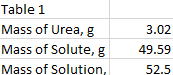 Table 1
Mass of Urea, g 3.02
Mass of Solute, g 49.59
Mass of Solution, 52.5